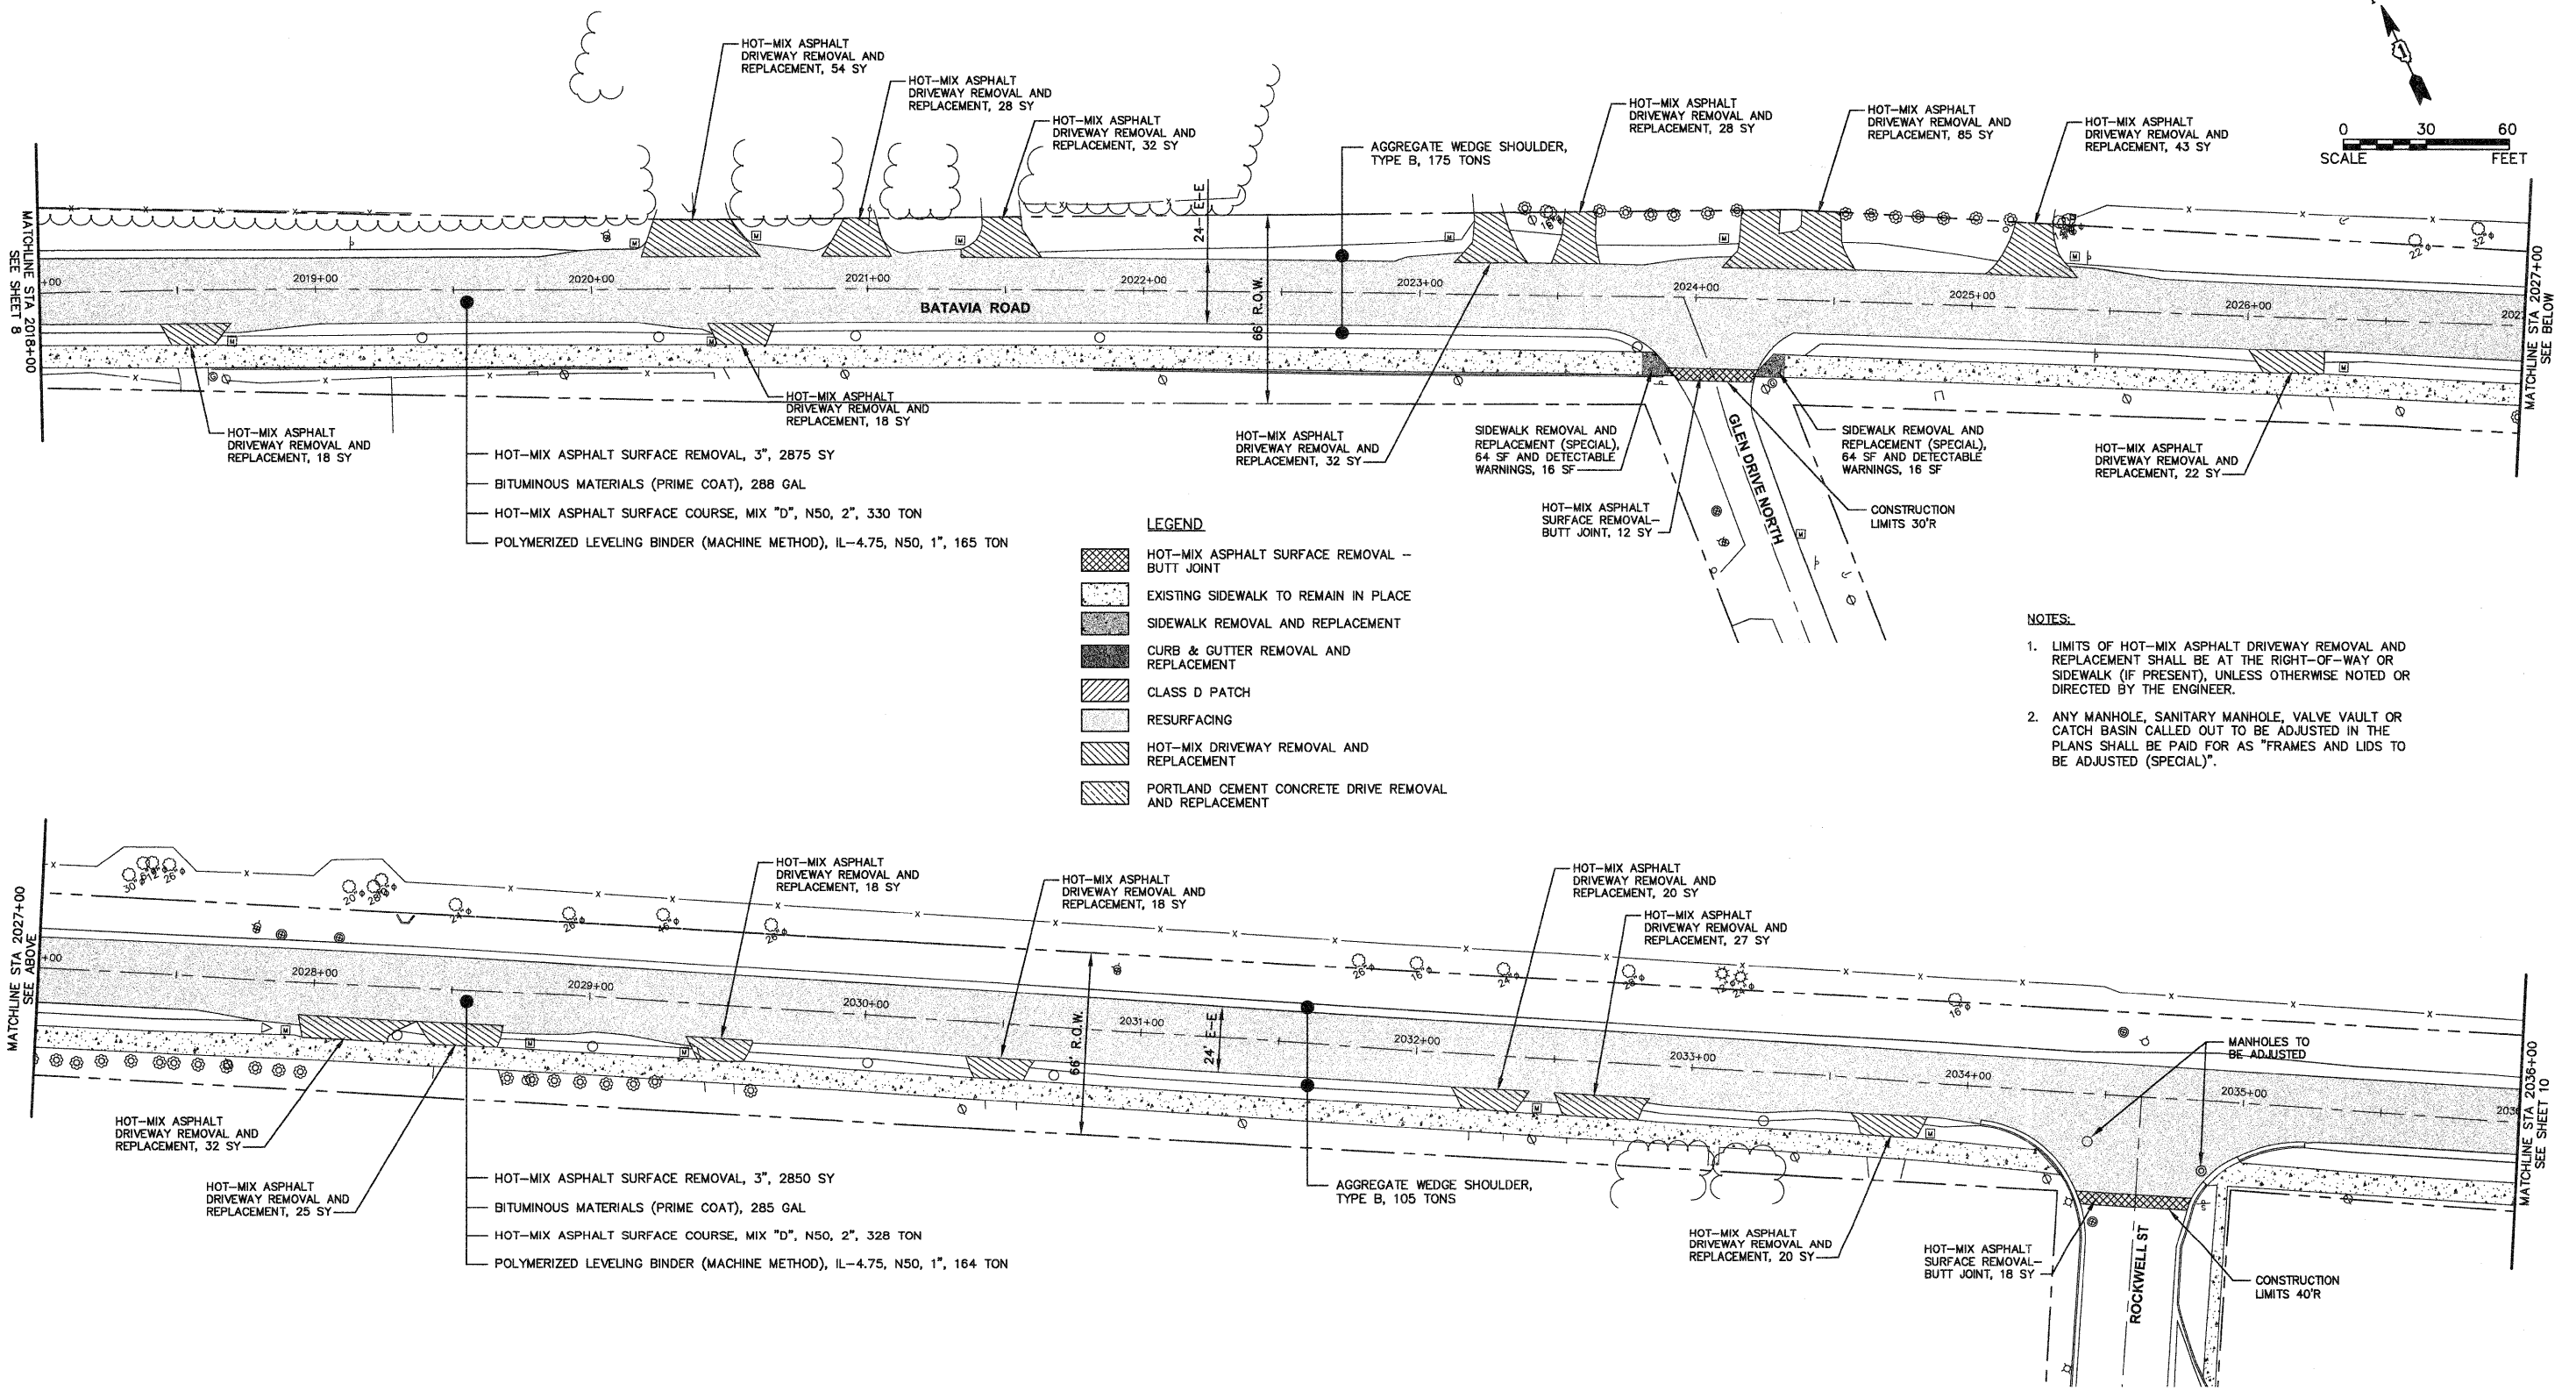 HOT-MIX ASPHALT
DRIVEWAY REMOVAL AND
REPLACEMENT, 54 SY
HOT-MIX ASPHALT
DRIVEWAY REMOVAL AND
REPLACEMENT, 28 SY
HOT-MIX ASPHALT
DRIVEWAY REMOVAL AND
REPLACEMENT, 32 SY
AGGREGATE WEDGE SHOULDER,
TYPE B, 175 TONS
HOT-MIX ASPHALT
DRIVEWAY REMOVAL AND
REPLACEMENT, 28 SY
HOT-MIX ASPHALT
DRIVEWAY REMOVAL AND
REPLACEMENT, 85 SY
HOT-MIX ASPHALT
DRIVEWAY REMOVAL AND
REPLACEMENT, 43 SY
0 30 60
SCALE FEET
MATCHLINE STA 2018+00
SEE SHEET 8
24' E-E
66' R.O.W.
18"
22"
32"
+00
2019+00
2020+00
2021+00
2022+00
2023+00
2024+00
2025+00
2026+00
BATAVIA ROAD
MATCHLINE STA 2027+00
SEE BELOW
HOT-MIX ASPHALT
DRIVEWAY REMOVAL AND
REPLACEMENT, 18 SY
HOT-MIX ASPHALT
DRIVEWAY REMOVAL AND
REPLACEMENT, 18 SY
HOT-MIX ASPHALT SURFACE REMOVAL, 3", 2875 SY
BITUMINOUS MATERIALS (PRIME COAT), 288 GAL
HOT-MIX ASPHALT SURFACE COURSE, MIX "D", N50, 2", 330 TON
POLYMERIZED LEVELING BINDER (MACHINE METHOD), IL-4.75, N50, 1", 165 TON
HOT-MIX ASPHALT
DRIVEWAY REMOVAL AND
REPLACEMENT, 32 SY
SIDEWALK REMOVAL AND
REPLACEMENT (SPECIAL),
64 SF AND DETECTABLE
WARNINGS, 16 SF
HOT-MIX ASPHALT
SURFACE REMOVAL-
BUTT JOINT, 12 SY
GLEN DRIVE NORTH
SIDEWALK REMOVAL AND
REPLACEMENT (SPECIAL),
64 SF AND DETECTABLE
WARNINGS, 16 SF
CONSTRUCTION
LIMITS 30'R
HOT-MIX ASPHALT
DRIVEWAY REMOVAL AND
REPLACEMENT, 22 SY
LEGEND
HOT-MIX ASPHALT SURFACE REMOVAL -
BUTT JOINT
EXISTING SIDEWALK TO REMAIN IN PLACE
SIDEWALK REMOVAL AND REPLACEMENT
CURB & GUTTER REMOVAL AND
REPLACEMENT
CLASS D PATCH
RESURFACING
HOT-MIX DRIVEWAY REMOVAL AND
REPLACEMENT
PORTLAND CEMENT CONCRETE DRIVE REMOVAL
AND REPLACEMENT
NOTES:
1. LIMITS OF HOT-MIX ASPHALT DRIVEWAY REMOVAL AND
REPLACEMENT SHALL BE AT THE RIGHT-OF-WAY OR
SIDEWALK (IF PRESENT), UNLESS OTHERWISE NOTED OR
DIRECTED BY THE ENGINEER.
2. ANY MANHOLE, SANITARY MANHOLE, VALVE VAULT OR
CATCH BASIN CALLED OUT TO BE ADJUSTED IN THE
PLANS SHALL BE PAID FOR AS "FRAMES AND LIDS TO
BE ADJUSTED (SPECIAL)".
MATCHLINE STA 2027+00
SEE ABOVE
HOT-MIX ASPHALT
DRIVEWAY REMOVAL AND
REPLACEMENT, 18 SY
HOT-MIX ASPHALT
DRIVEWAY REMOVAL AND
REPLACEMENT, 18 SY
HOT-MIX ASPHALT
DRIVEWAY REMOVAL AND
REPLACEMENT, 20 SY
HOT-MIX ASPHALT
DRIVEWAY REMOVAL AND
REPLACEMENT, 27 SY
+00
2028+00
2029+00
2030+00
2031+00
2032+00
2033+00
2034+00
2035+00
66' R.O.W.
24' E-E
MANHOLES TO
BE ADJUSTED
MATCHLINE STA 2036+00
SEE SHEET 10
HOT-MIX ASPHALT
DRIVEWAY REMOVAL AND
REPLACEMENT, 32 SY
HOT-MIX ASPHALT
DRIVEWAY REMOVAL AND
REPLACEMENT, 25 SY
HOT-MIX ASPHALT SURFACE REMOVAL, 3", 2850 SY
BITUMINOUS MATERIALS (PRIME COAT), 285 GAL
HOT-MIX ASPHALT SURFACE COURSE, MIX "D", N50, 2", 328 TON
POLYMERIZED LEVELING BINDER (MACHINE METHOD), IL-4.75, N50, 1", 164 TON
AGGREGATE WEDGE SHOULDER,
TYPE B, 105 TONS
HOT-MIX ASPHALT
DRIVEWAY REMOVAL AND
REPLACEMENT, 20 SY
HOT-MIX ASPHALT
SURFACE REMOVAL-
BUTT JOINT, 18 SY
ROCKWELL ST
CONSTRUCTION
LIMITS 40'R